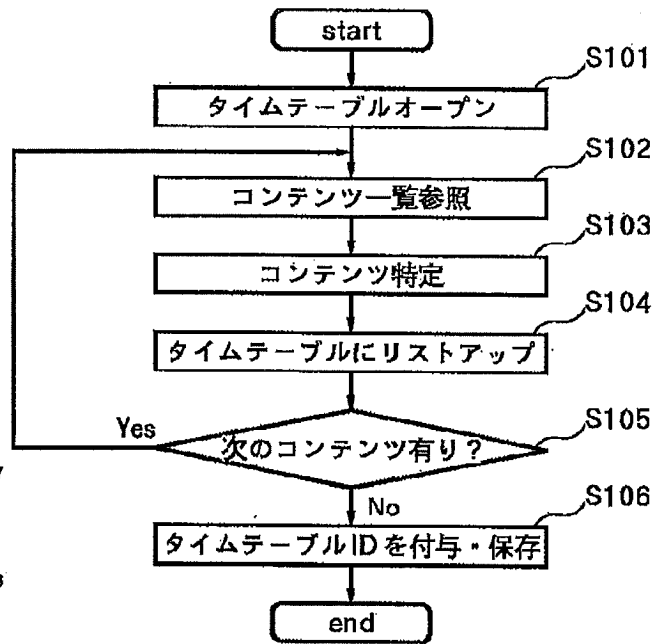 start
S101
タイムテーブルオープン
S102
コンテンツ一覧参照
S103
コンテンツ特定
S104
タイムテーブルにリストアップ
S105
Yes
次のコンテンツ有り？
No
S106
タイムテーブルIDを付与・保存
end